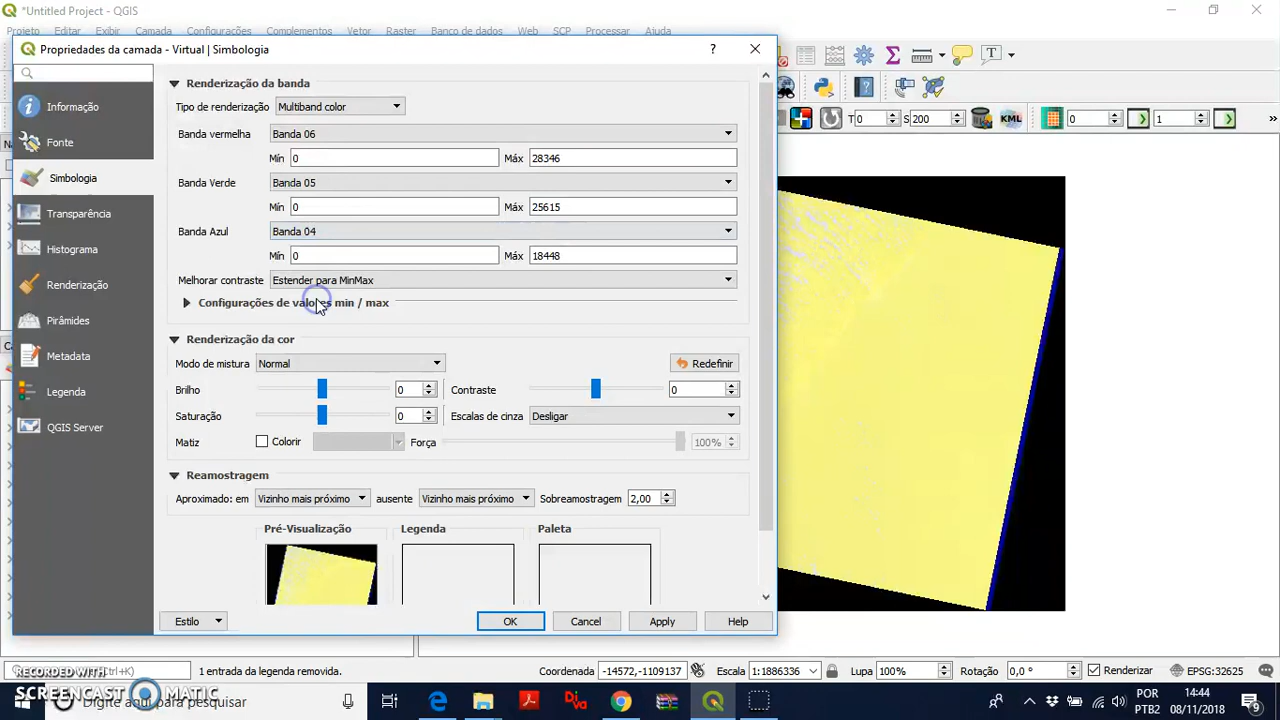 *Untitled Project - QGIS
Projeto Editar Exibir Camada Configurações Complementos Vetor Raster Banco de dados Web SCP Processar Ajuda
Propriedades da camada - Virtual | Simbologia
?
Informação
Fonte
Simbologia
Transparência
Histograma
Renderização
Pirâmides
Metadata
Legenda
QGIS Server
Renderização da banda
Tipo de renderização Multiband color
Banda vermelha Banda 06
Mín 0 Máx 28346
Banda Verde Banda 05
Mín 0 Máx 25615
Banda Azul Banda 04
Mín 0 Máx 18448
Melhorar contraste Estender para MinMax
Configurações de valores min / max
Renderização da cor
Modo de mistura Normal Redefinir
Brilho 0 Contraste 0
Saturação 0 Escalas de cinza Desligar
Matiz Colorir Força 100%
Reamostragem
Aproximado: em Vizinho mais próximo ausente Vizinho mais próximo Sobreamostragem 2,00
Pré-Visualização Legenda Paleta
Estilo OK Cancel Apply Help
T 0 S 200 KML 0 1 »
RECORDED WITH
SCREENCAST MATIC
trl+K) 1 entrada da legenda removida. Coordenada -14572,-1109137 Escala 1:1886336 Lupa 100% Rotação 0,0 ° Renderizar EPSG:32625
Digite aqui para pesquisar
POR
PTB2
14:44
08/11/2018
9